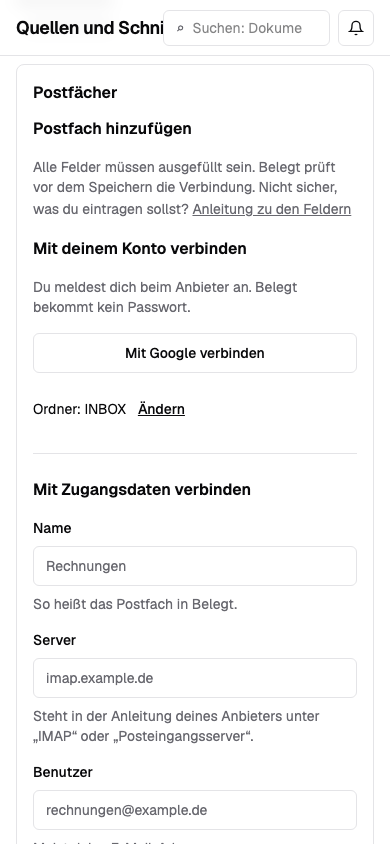 Quellen und Schni
Suchen: Dokume
Postfächer
Postfach hinzufügen
Alle Felder müssen ausgefüllt sein. Belegt prüft
vor dem Speichern die Verbindung. Nicht sicher,
was du eintragen sollst? Anleitung zu den Feldern
Mit deinem Konto verbinden
Du meldest dich beim Anbieter an. Belegt
bekommt kein Passwort.
Mit Google verbinden
Ordner: INBOX Ändern
Mit Zugangsdaten verbinden
Name
Rechnungen
So heißt das Postfach in Belegt.
Server
imap.example.de
Steht in der Anleitung deines Anbieters unter
„IMAP“ oder „Posteingangsserver“.
Benutzer
rechnungen@example.de